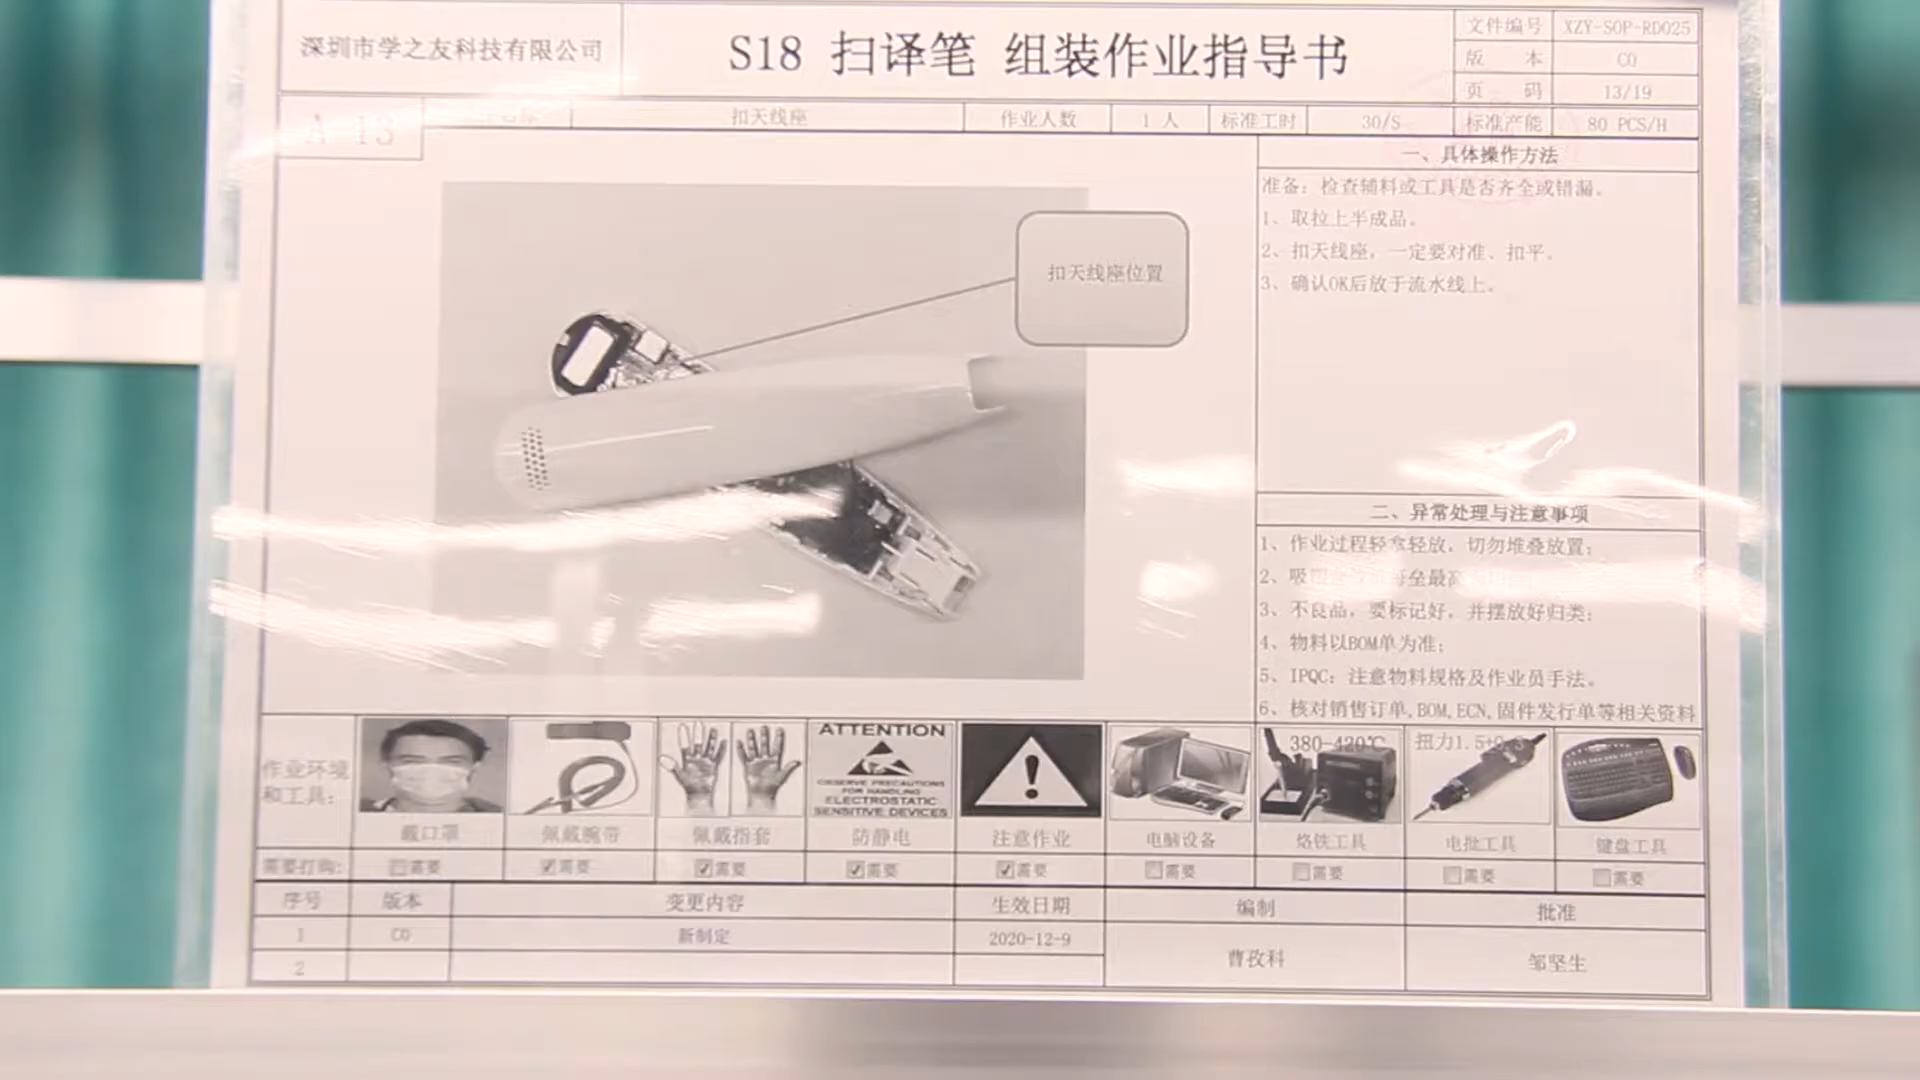 深圳市学之友科技有限公司
S18 扫译笔 组装作业指导书
文件编号 XZY-SOP-RD025
版 本 C0
页 码 13/19
A 13
扣天线座 作业人数 1 人 标准工时 30/S 标准产能 80 PCS/H
一、具体操作方法
准备：检查辅料或工具是否齐全或错漏。
1、取拉上半成品。
2、扣天线座，一定要对准、扣平。
3、确认OK后放于流水线上。
扣天线座位置
二、异常处理与注意事项
1、作业过程轻拿轻放，切勿堆叠放置；
2、吸
3、不良品，要标记好，并摆放好归类；
4、物料以BOM单为准；
5、IPQC：注意物料规格及作业员手法。
6、核对销售订单,BOM,ECN,固件发行单等相关资料
作业环境
和工具：
ATTENTION
OBSERVE PRECAUTIONS
FOR HANDLING
ELECTROSTATIC
SENSITIVE DEVICES
380-420℃
扭力1.5±0.3
戴口罩 佩戴腕带 佩戴指套 防静电 注意作业 电脑设备 烙铁工具 电批工具 键盘工具
需要打钩： 需要 需要 需要 需要 需要 需要 需要 需要 需要
序号 版本 变更内容 生效日期 编制 批准
1 C0 新制定 2020-12-9 曹孜科 邹坚生
2